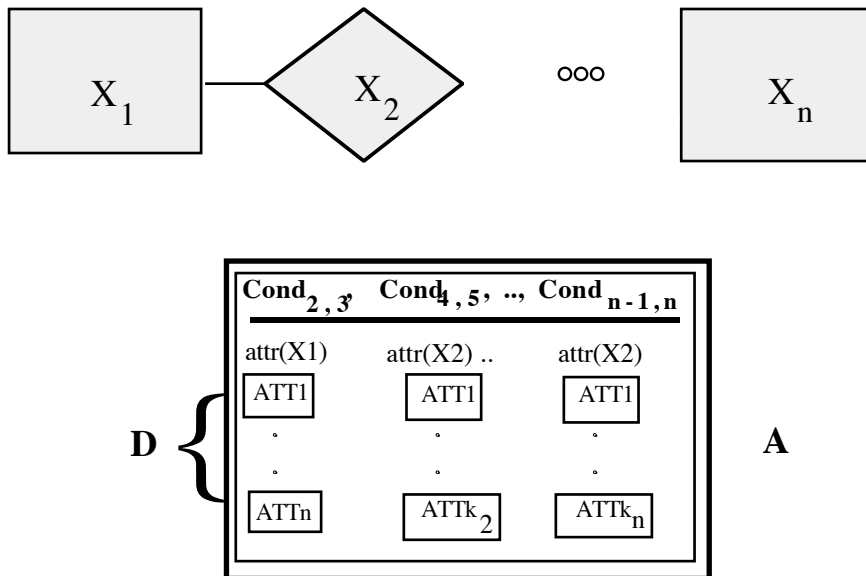 X1 X2 ooo Xn
Cond2,3, Cond4,5, .., Cond n-1,n
attr(X1) attr(X2) .. attr(X2)
ATT1 ATT1 ATT1
D A
ATTn ATTk2 ATTkn